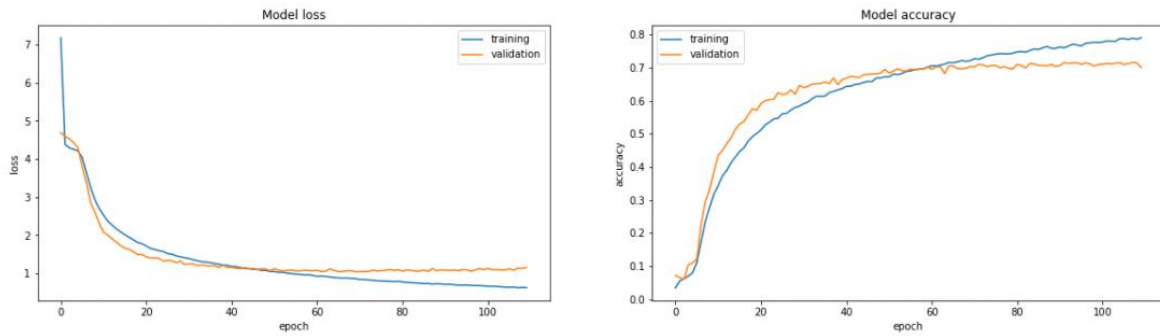 Model loss
7
6
5
4
3
2
1
loss
training
validation
0 20 40 60 80 100
epoch
Model accuracy
0.8
0.7
0.6
0.5
0.4
0.3
0.2
0.1
0.0
accuracy
training
validation
0 20 40 60 80 100
epoch